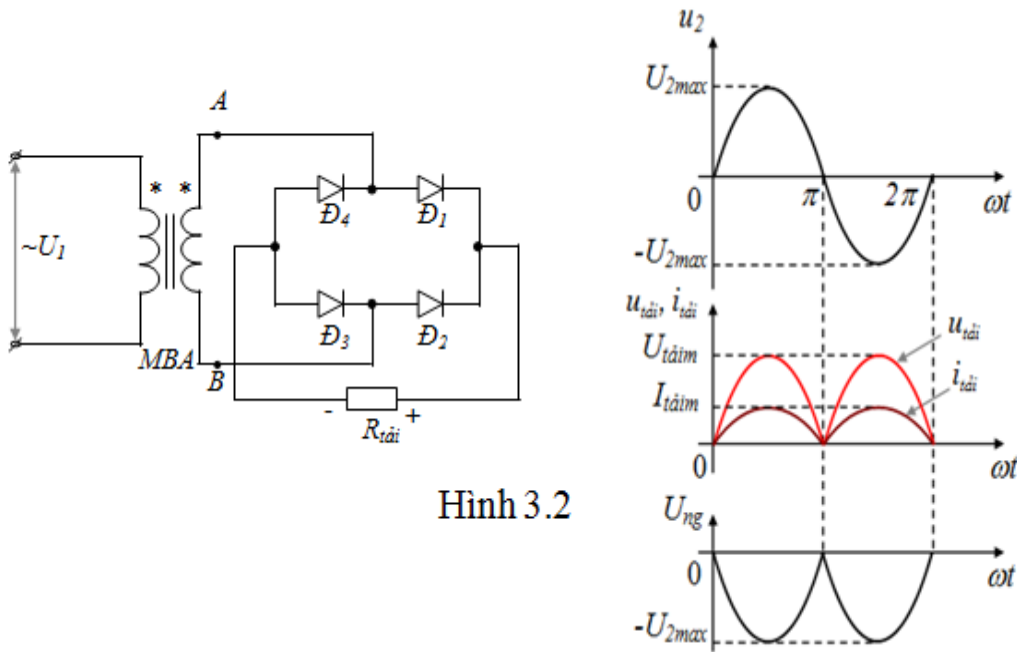 A
* *
Đ4 Đ1
~U1
Đ3 Đ2
MBA
B
- +
Rtải
Hình 3.2
u2
U2max
0 π 2π ωt
-U2max
utải, itải
Utảim
utải
Itảim
itải
0 ωt
Ung
0 ωt
-U2max